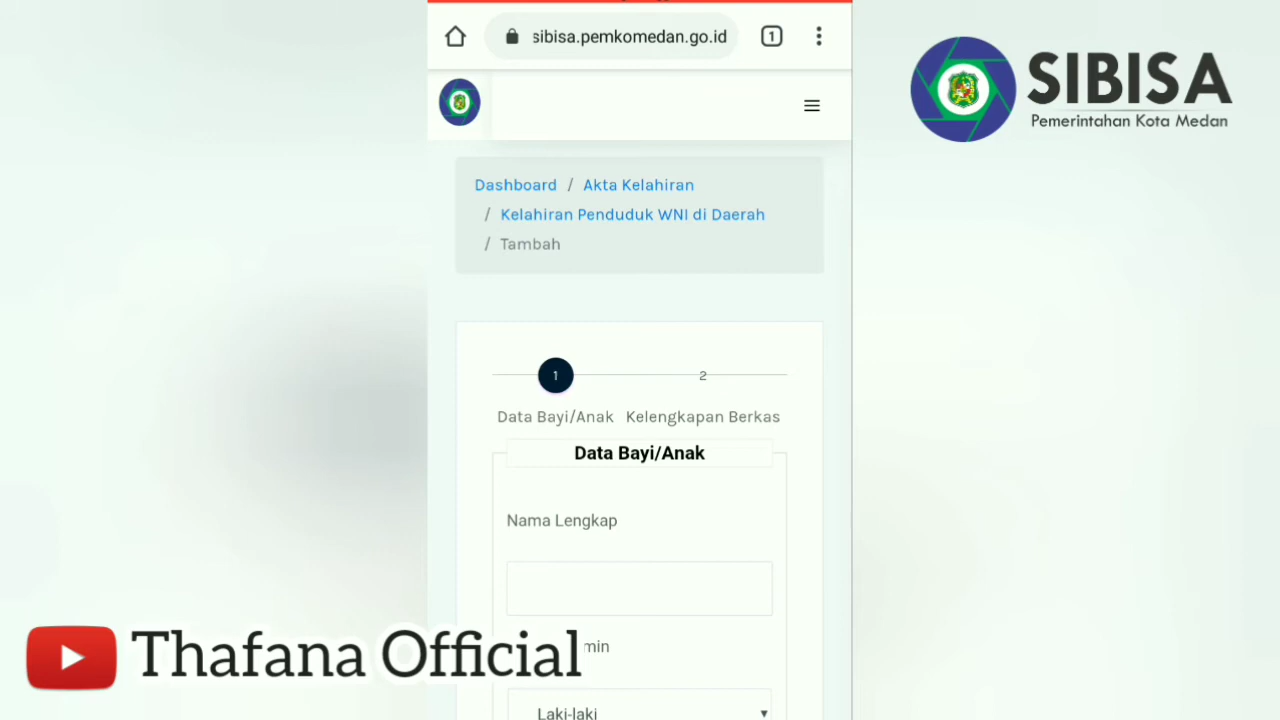 sibisa.pemkomedan.go.id
1
SIBISA
Pemerintahan Kota Medan
Dashboard / Akta Kelahiran
/ Kelahiran Penduduk WNI di Daerah
/ Tambah
1 2
Data Bayi/Anak Kelengkapan Berkas
Data Bayi/Anak
Nama Lengkap
Thafana Official
min
Laki-laki